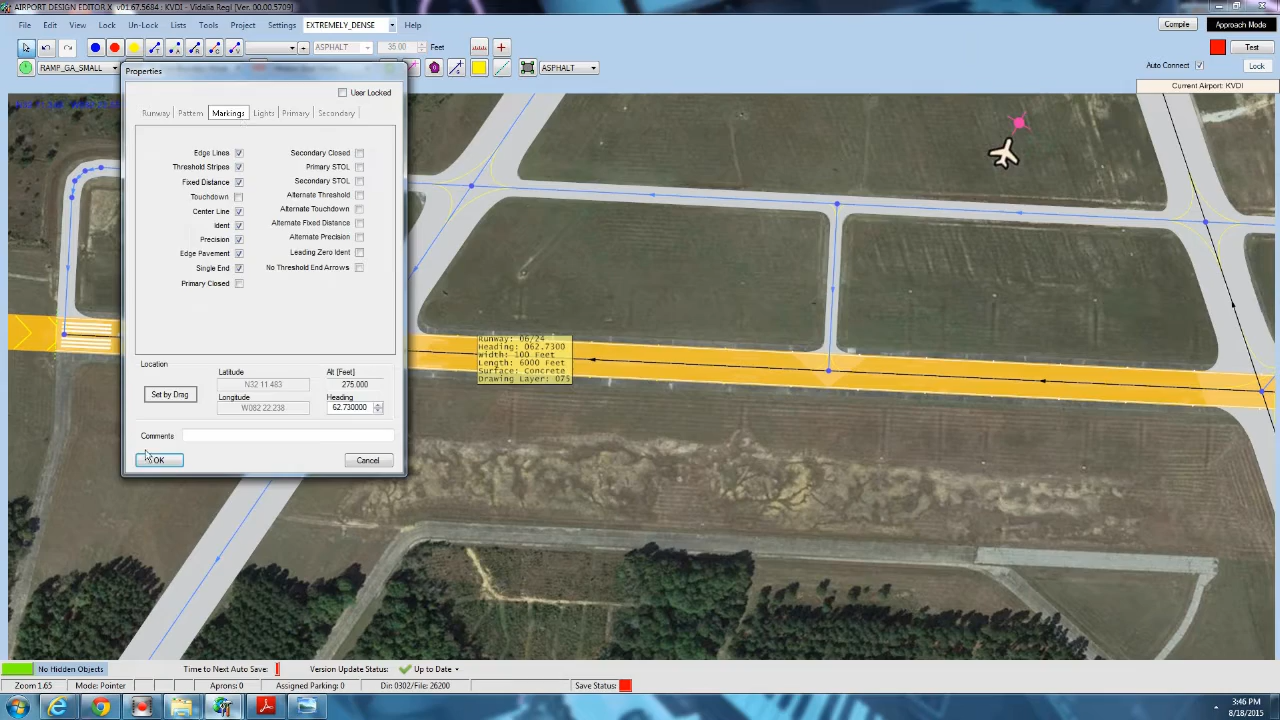 AIRPORT DESIGN EDITOR X v01.67.5684 : KVDI - Vidalia Regl [Ver: 00.00.5709]
File Edit View Lock Un-Lock Lists Tools Project Settings EXTREMELY_DENSE Help
Compile Approach Mode
ASPHALT 35.00 Feet Test
RAMP_GA_SMALL ASPHALT Auto Connect Lock
Current Airport: KVDI
Properties
User Locked
Runway Pattern Markings Lights Primary Secondary
Edge Lines Secondary Closed
Threshold Stripes Primary STOL
Fixed Distance Secondary STOL
Touchdown Alternate Threshold
Center Line Alternate Touchdown
Ident Alternate Fixed Distance
Precision Alternate Precision
Edge Pavement Leading Zero Ident
Single End No Threshold End Arrows
Primary Closed
Location
Latitude Alt [Feet]
N32 11.483 275.000
Set by Drag
Longitude Heading
W082 22.238 62.730000
Comments
OK Cancel
Runway: 06/24
Heading: 062.7300
Width: 100 Feet
Length: 6000 Feet
Surface: Concrete
Drawing Layer: 075
No Hidden Objects Time to Next Auto Save: Version Update Status: Up to Date
Zoom 1.65 Mode: Pointer Aprons: 0 Assigned Parking: 0 Dir: 0302/File: 26200 Save Status:
3:46 PM
8/18/2015